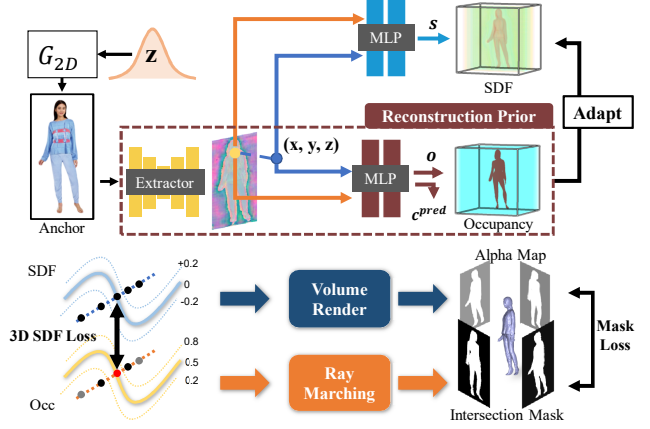 G2D
z
MLP
s
SDF
Adapt
Reconstruction Prior
(x, y, z)
Extractor
MLP
o
c^pred
Anchor
Occupancy
SDF
+0.2
0
-0.2
3D SDF Loss
0.8
0.5
0.2
Occ
Volume
Render
Ray
Marching
Alpha Map
Mask
Loss
Intersection Mask